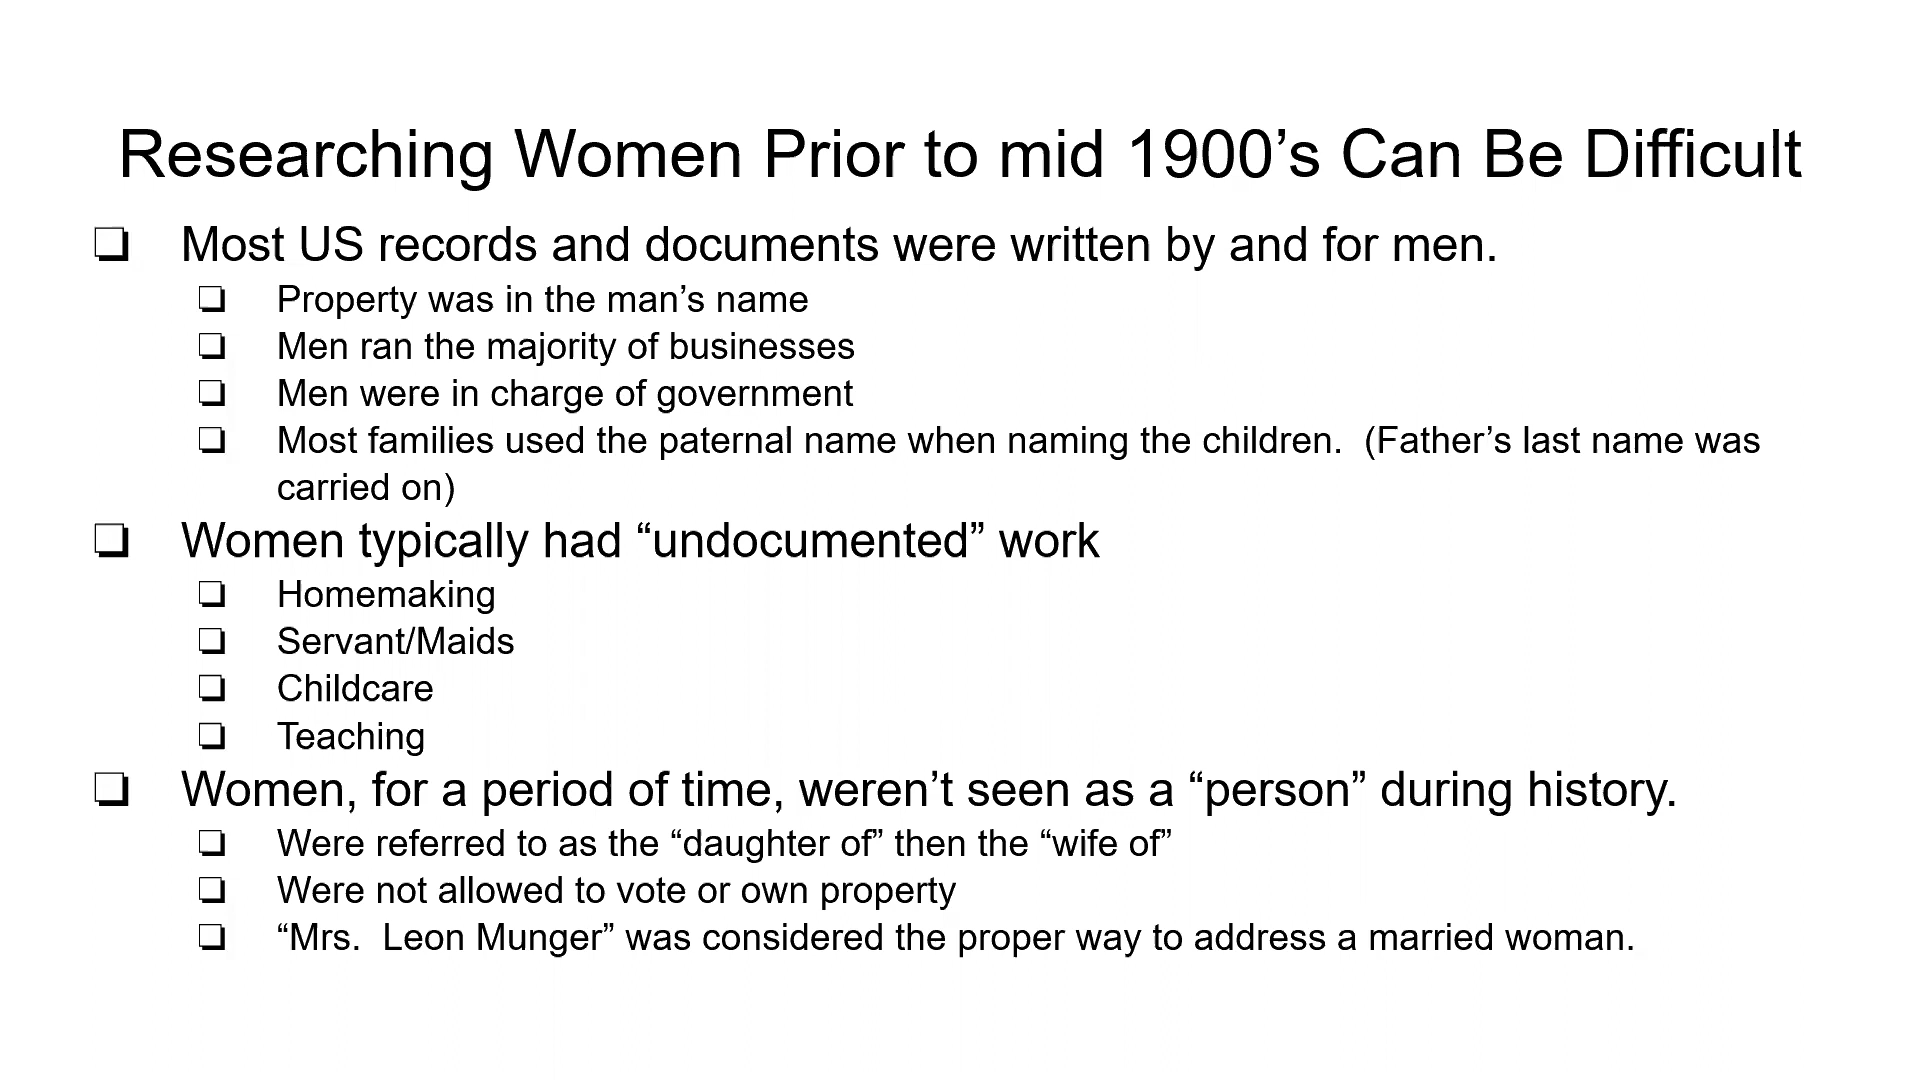 Researching Women Prior to mid 1900’s Can Be Difficult
❏ Most US records and documents were written by and for men.
❏ Property was in the man’s name
❏ Men ran the majority of businesses
❏ Men were in charge of government
❏ Most families used the paternal name when naming the children.  (Father’s last name was
carried on)
❏ Women typically had “undocumented” work
❏ Homemaking
❏ Servant/Maids
❏ Childcare
❏ Teaching
❏ Women, for a period of time, weren’t seen as a “person” during history.
❏ Were referred to as the “daughter of” then the “wife of”
❏ Were not allowed to vote or own property
❏ “Mrs.  Leon Munger” was considered the proper way to address a married woman.